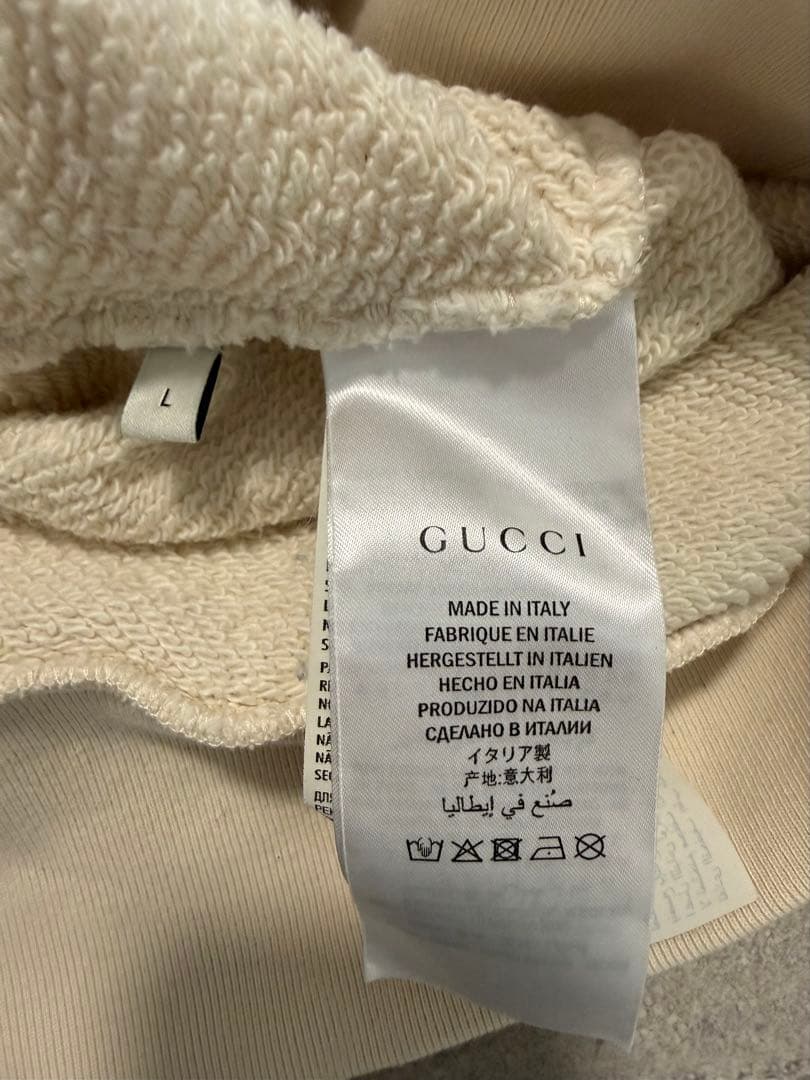 L
GUCCI
MADE IN ITALY
FABRIQUE EN ITALIE
HERGESTELLT IN ITALIEN
HECHO EN ITALIA
PRODUZIDO NA ITALIA
СДЕЛАНО В ИТАЛИИ
イタリア製
产地:意大利
صُنع في إيطاليا